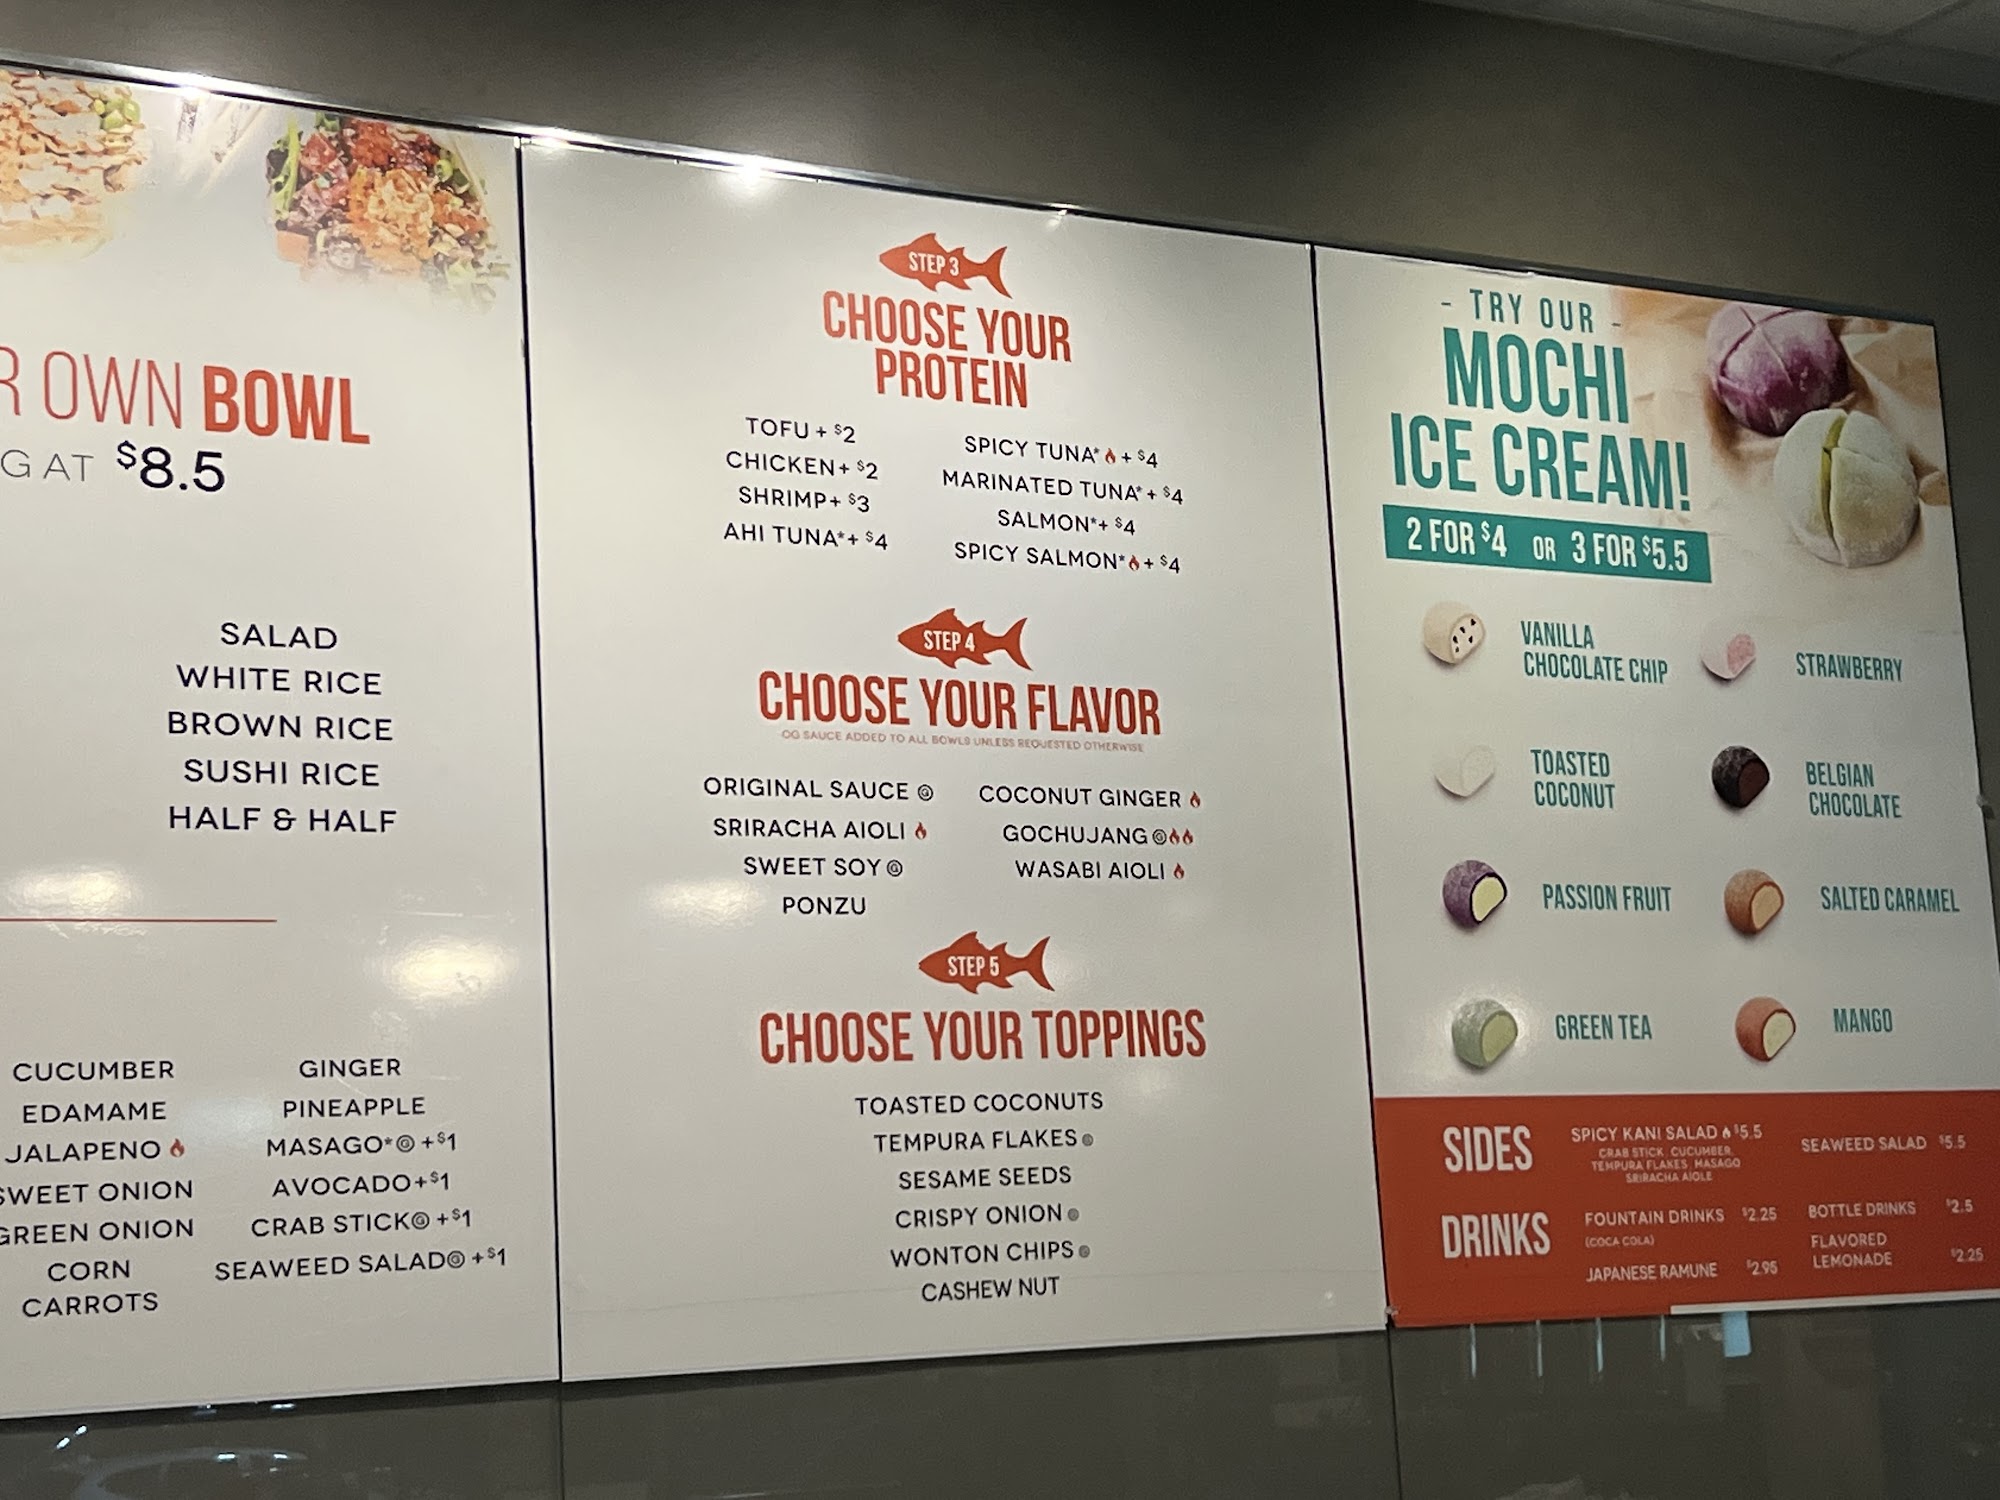 R OWN BOWL
G AT $8.5
SALAD
WHITE RICE
BROWN RICE
SUSHI RICE
HALF & HALF
CUCUMBER
EDAMAME
JALAPENO
SWEET ONION
GREEN ONION
CORN
CARROTS
GINGER
PINEAPPLE
MASAGO* G +$1
AVOCADO+$1
CRAB STICK G +$1
SEAWEED SALAD G +$1
STEP 3
CHOOSE YOUR
PROTEIN
TOFU + $2
CHICKEN+ $2
SHRIMP+ $3
AHI TUNA*+ $4
SPICY TUNA* + $4
MARINATED TUNA* + $4
SALMON*+ $4
SPICY SALMON* + $4
STEP 4
CHOOSE YOUR FLAVOR
OG SAUCE ADDED TO ALL BOWLS UNLESS REQUESTED OTHERWISE
ORIGINAL SAUCE G
SRIRACHA AIOLI
SWEET SOY G
PONZU
COCONUT GINGER
GOCHUJANG G
WASABI AIOLI
STEP 5
CHOOSE YOUR TOPPINGS
TOASTED COCONUTS
TEMPURA FLAKES G
SESAME SEEDS
CRISPY ONION G
WONTON CHIPS G
CASHEW NUT
- TRY OUR -
MOCHI
ICE CREAM!
2 FOR $4 OR 3 FOR $5.5
VANILLA
CHOCOLATE CHIP
STRAWBERRY
TOASTED
COCONUT
BELGIAN
CHOCOLATE
PASSION FRUIT
SALTED CARAMEL
GREEN TEA
MANGO
SIDES
SPICY KANI SALAD $5.5
CRAB STICK, CUCUMBER,
TEMPURA FLAKES, MASAGO
SRIRACHA AIOLE
SEAWEED SALAD $5.5
DRINKS
FOUNTAIN DRINKS $2.25
(COCA COLA)
JAPANESE RAMUNE $2.95
BOTTLE DRINKS $2.5
FLAVORED
LEMONADE $2.25